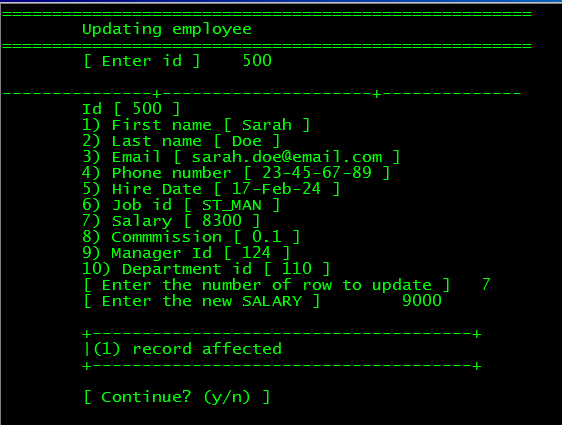 =====================================================
Updating employee
=====================================================
[ Enter id ]    500
---------------+---------------------+--------------
Id [ 500 ]
1) First name [ Sarah ]
2) Last name [ Doe ]
3) Email [ sarah.doe@email.com ]
4) Phone number [ 23-45-67-89 ]
5) Hire Date [ 17-Feb-24 ]
6) Job id [ ST_MAN ]
7) Salary [ 8300 ]
8) Commmission [ 0.1 ]
9) Manager Id [ 124 ]
10) Department id [ 110 ]
[ Enter the number of row to update ]   7
[ Enter the new SALARY ]        9000
+--------------------------------------+
|(1) record affected
+--------------------------------------+
[ Continue? (y/n) ]